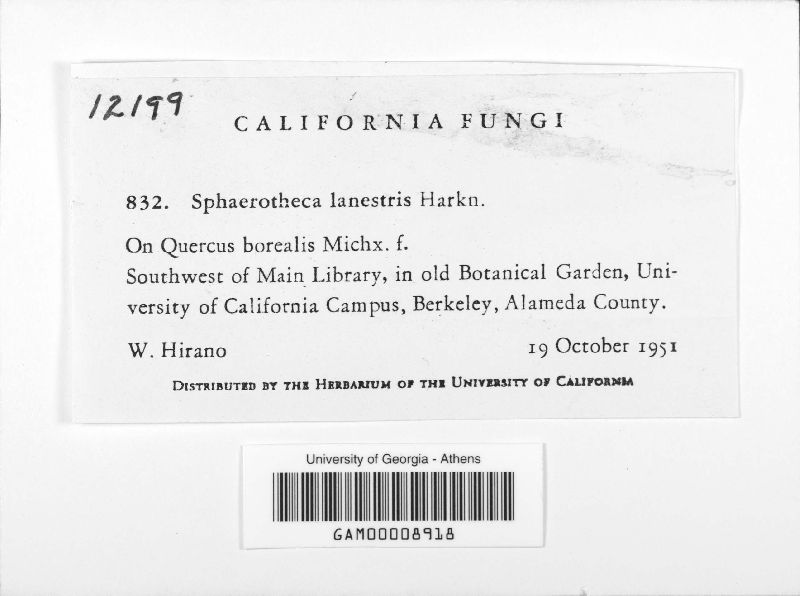 12199
CALIFORNIA FUNGI
832. Sphaerotheca lanestris Harkn.
On Quercus borealis Michx. f.
Southwest of Main Library, in old Botanical Garden, Uni-
versity of California Campus, Berkeley, Alameda County.
W. Hirano 19 October 1951
Distributed by the Herbarium of the University of California
University of Georgia - Athens
GAM00008918